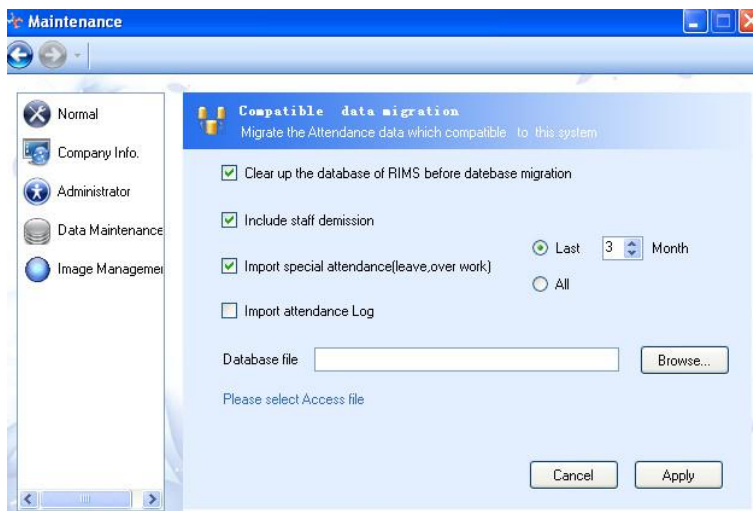 Maintenance
Normal
Company Info.
Administrator
Data Maintenance
Image Managemer
Compatible data migration
Migrate the Attendance data which compatible to this system
Clear up the database of RIMS before datebase migration
Include staff demission
Import special attendance(leave,over work)
Last 3 Month
All
Import attendance Log
Database file
Browse...
Please select Access file
Cancel
Apply